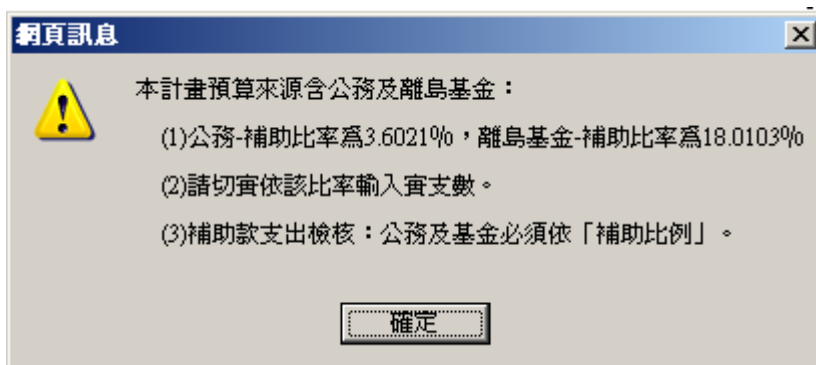 網頁訊息
本計畫預算來源含公務及離島基金：
(1)公務-補助比率為3.6021%，離島基金-補助比率為18.0103%
(2)請切實依該比率輸入實支數。
(3)補助款支出檢核：公務及基金必須依「補助比例」。
確定